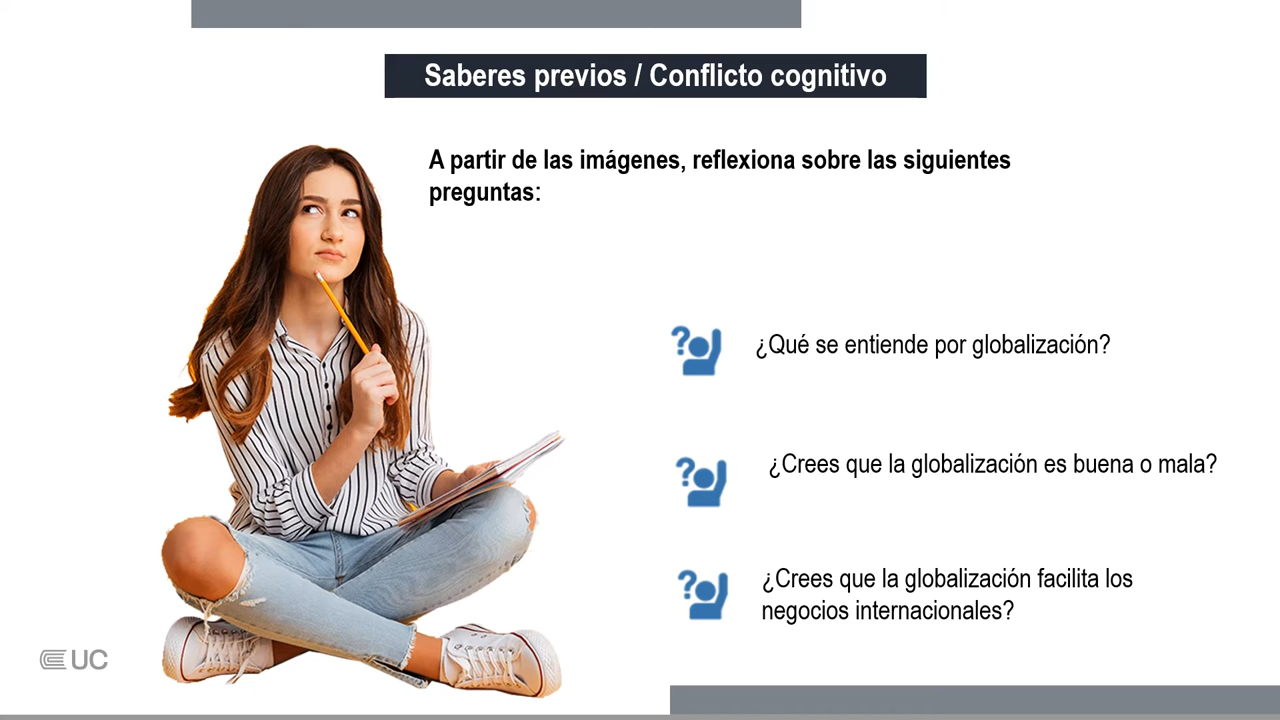 Saberes previos / Conflicto cognitivo
A partir de las imágenes, reflexiona sobre las siguientes
preguntas:
¿Qué se entiende por globalización?
¿Crees que la globalización es buena o mala?
¿Crees que la globalización facilita los
negocios internacionales?
UC